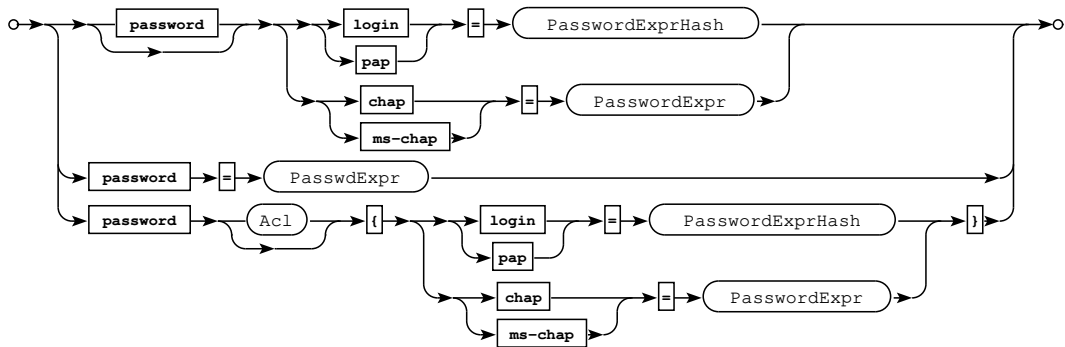 password login = PasswordExprHash
pap
chap = PasswordExpr
ms-chap
password = PasswdExpr
password Acl { login = PasswordExprHash }
pap
chap = PasswordExpr
ms-chap